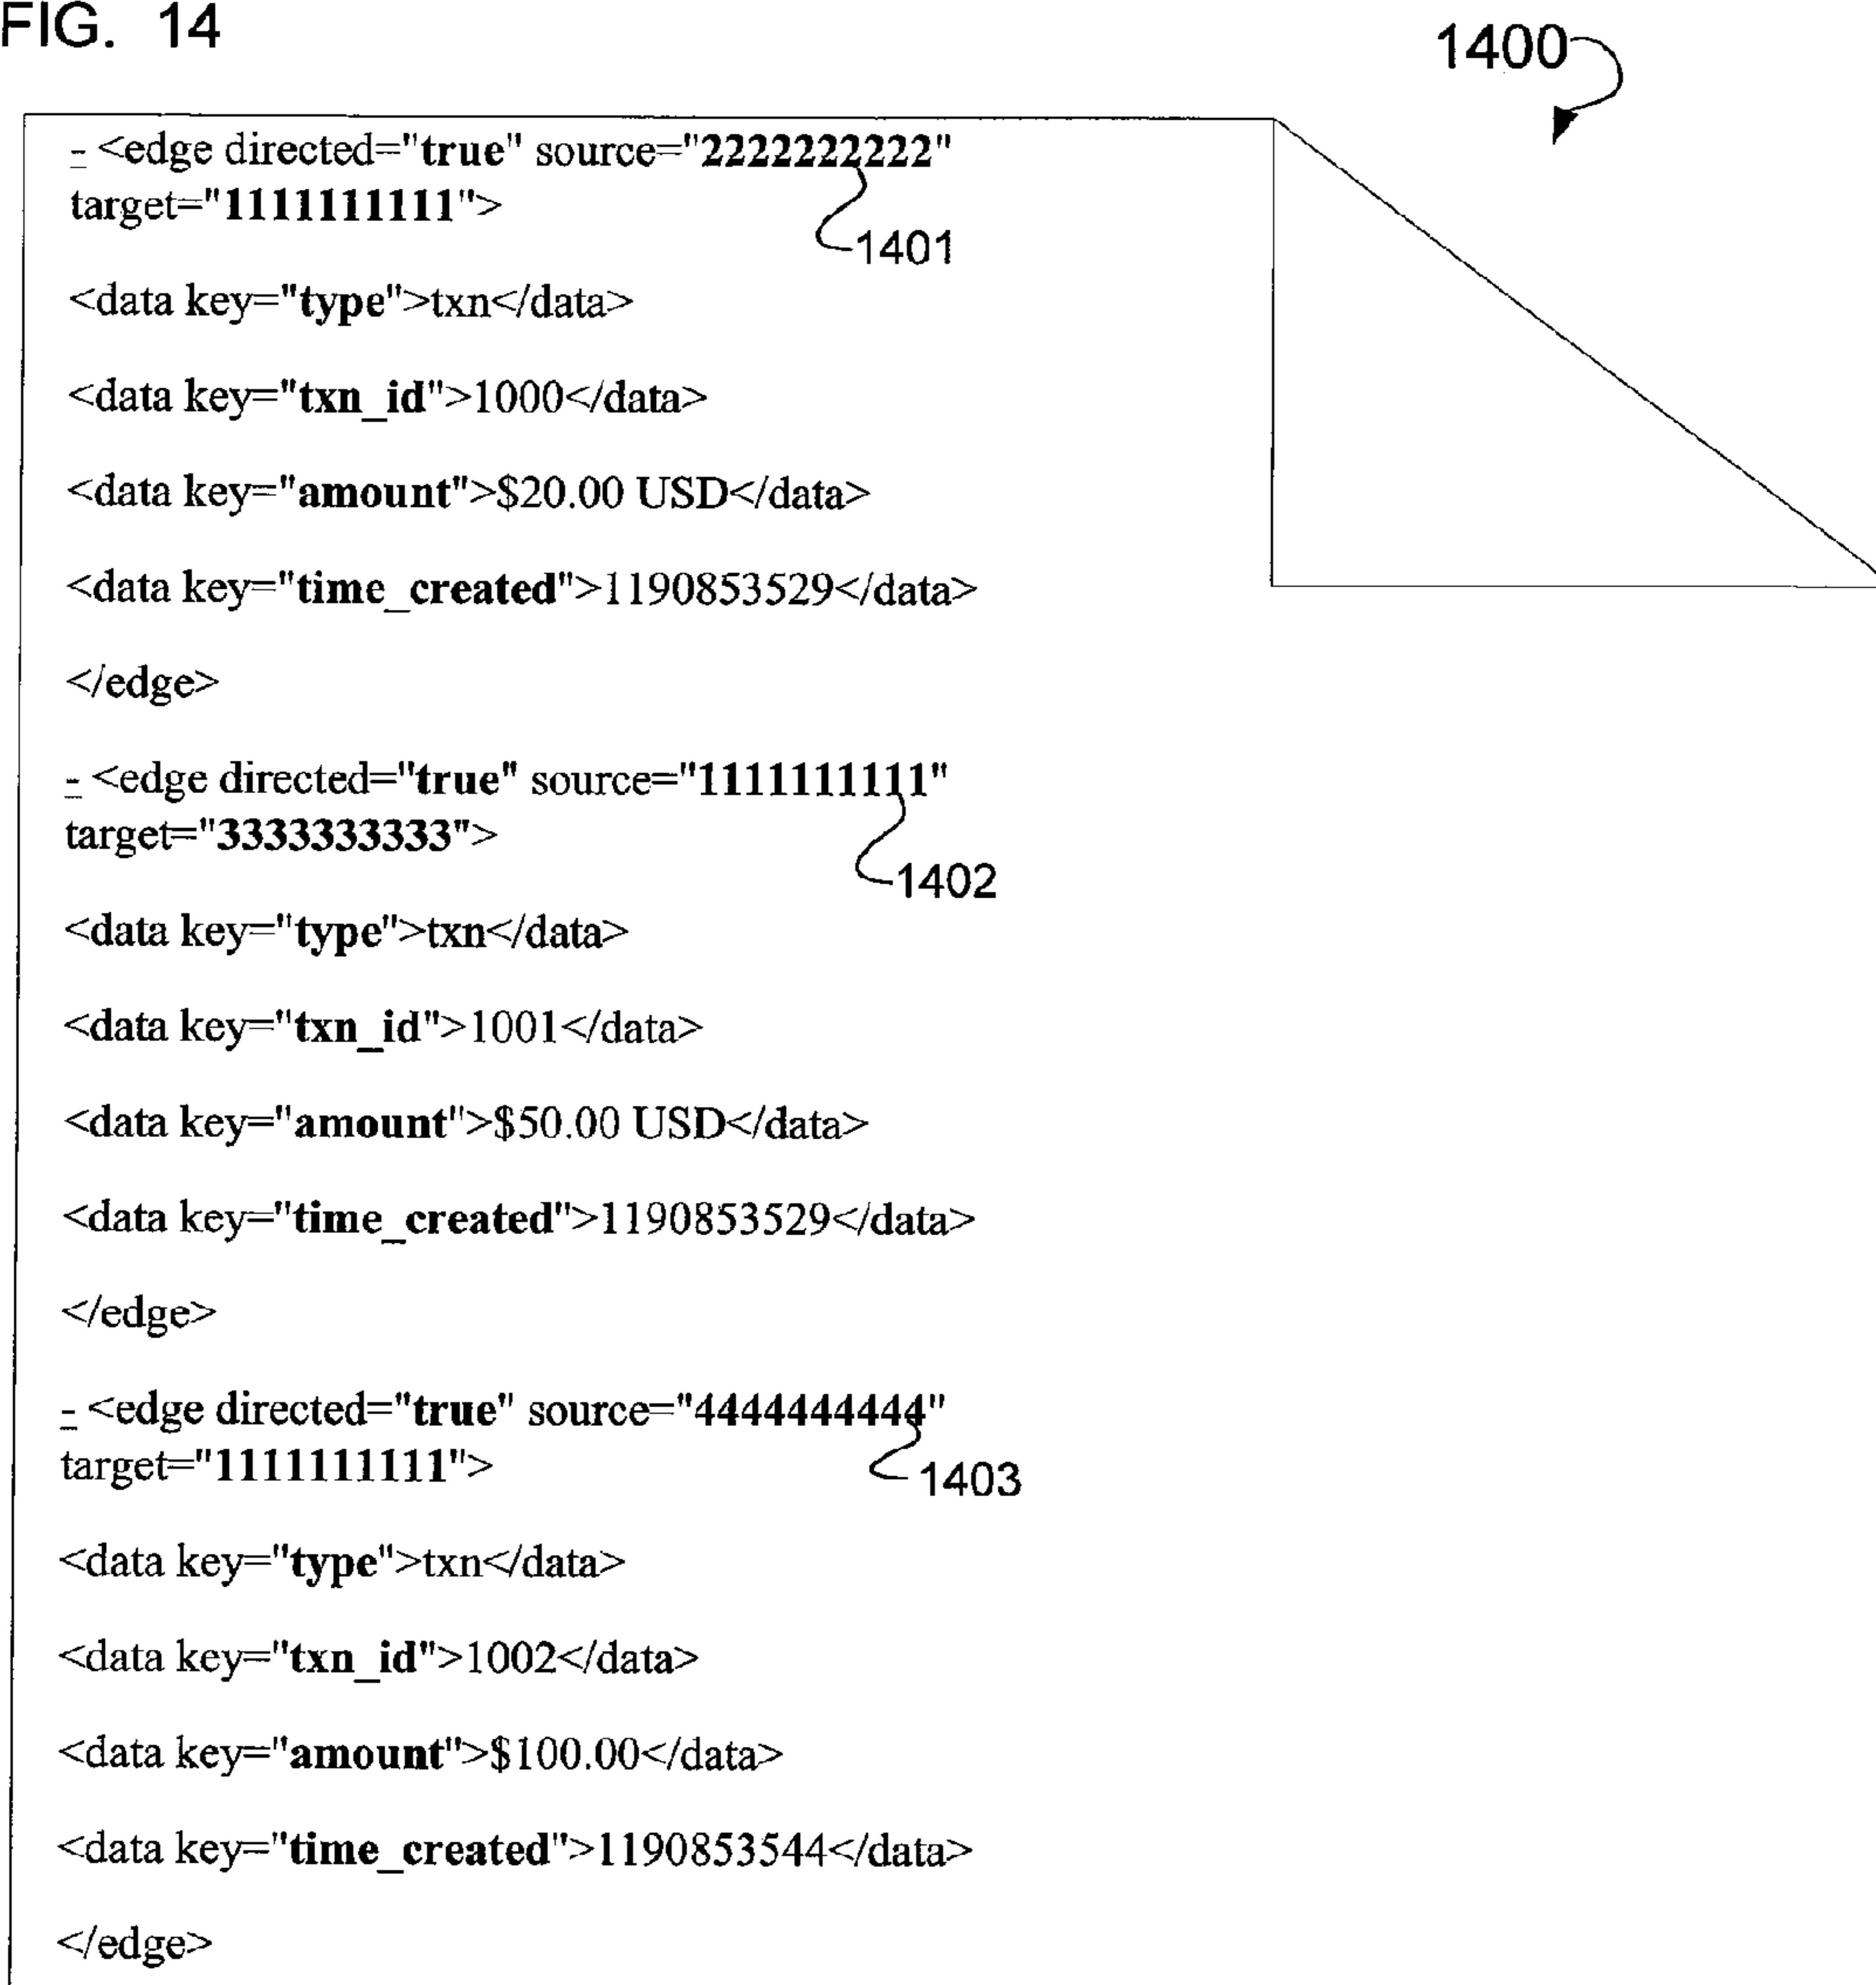 FIG. 14
1400
- <edge directed="true" source="2222222222"
target="1111111111">
1401
<data key="type">txn</data>
<data key="txn_id">1000</data>
<data key="amount">$20.00 USD</data>
<data key="time_created">1190853529</data>
</edge>
- <edge directed="true" source="1111111111"
target="3333333333">
1402
<data key="type">txn</data>
<data key="txn_id">1001</data>
<data key="amount">$50.00 USD</data>
<data key="time_created">1190853529</data>
</edge>
- <edge directed="true" source="4444444444"
target="1111111111">
1403
<data key="type">txn</data>
<data key="txn_id">1002</data>
<data key="amount">$100.00</data>
<data key="time_created">1190853544</data>
</edge>